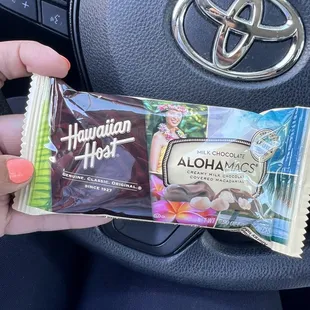 Hawaiian
Host
GENUINE. CLASSIC. ORIGINAL.
SINCE 1927
MILK CHOCOLATE
ALOHAMACS
CREAMY MILK CHOCOLATE
COVERED MACADAMIAS